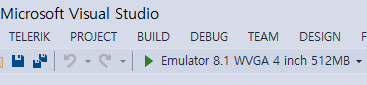 Microsoft Visual Studio
TELERIK PROJECT BUILD DEBUG TEAM DESIGN
Emulator 8.1 WVGA 4 inch 512MB